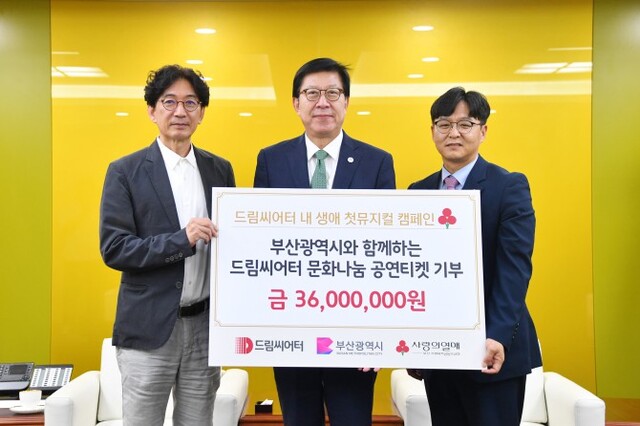 드림씨어터 내 생애 첫뮤지컬 캠페인
부산광역시와 함께하는
드림씨어터 문화나눔 공연티켓 기부
금 36,000,000원
드림씨어터 부산광역시 사랑의열매